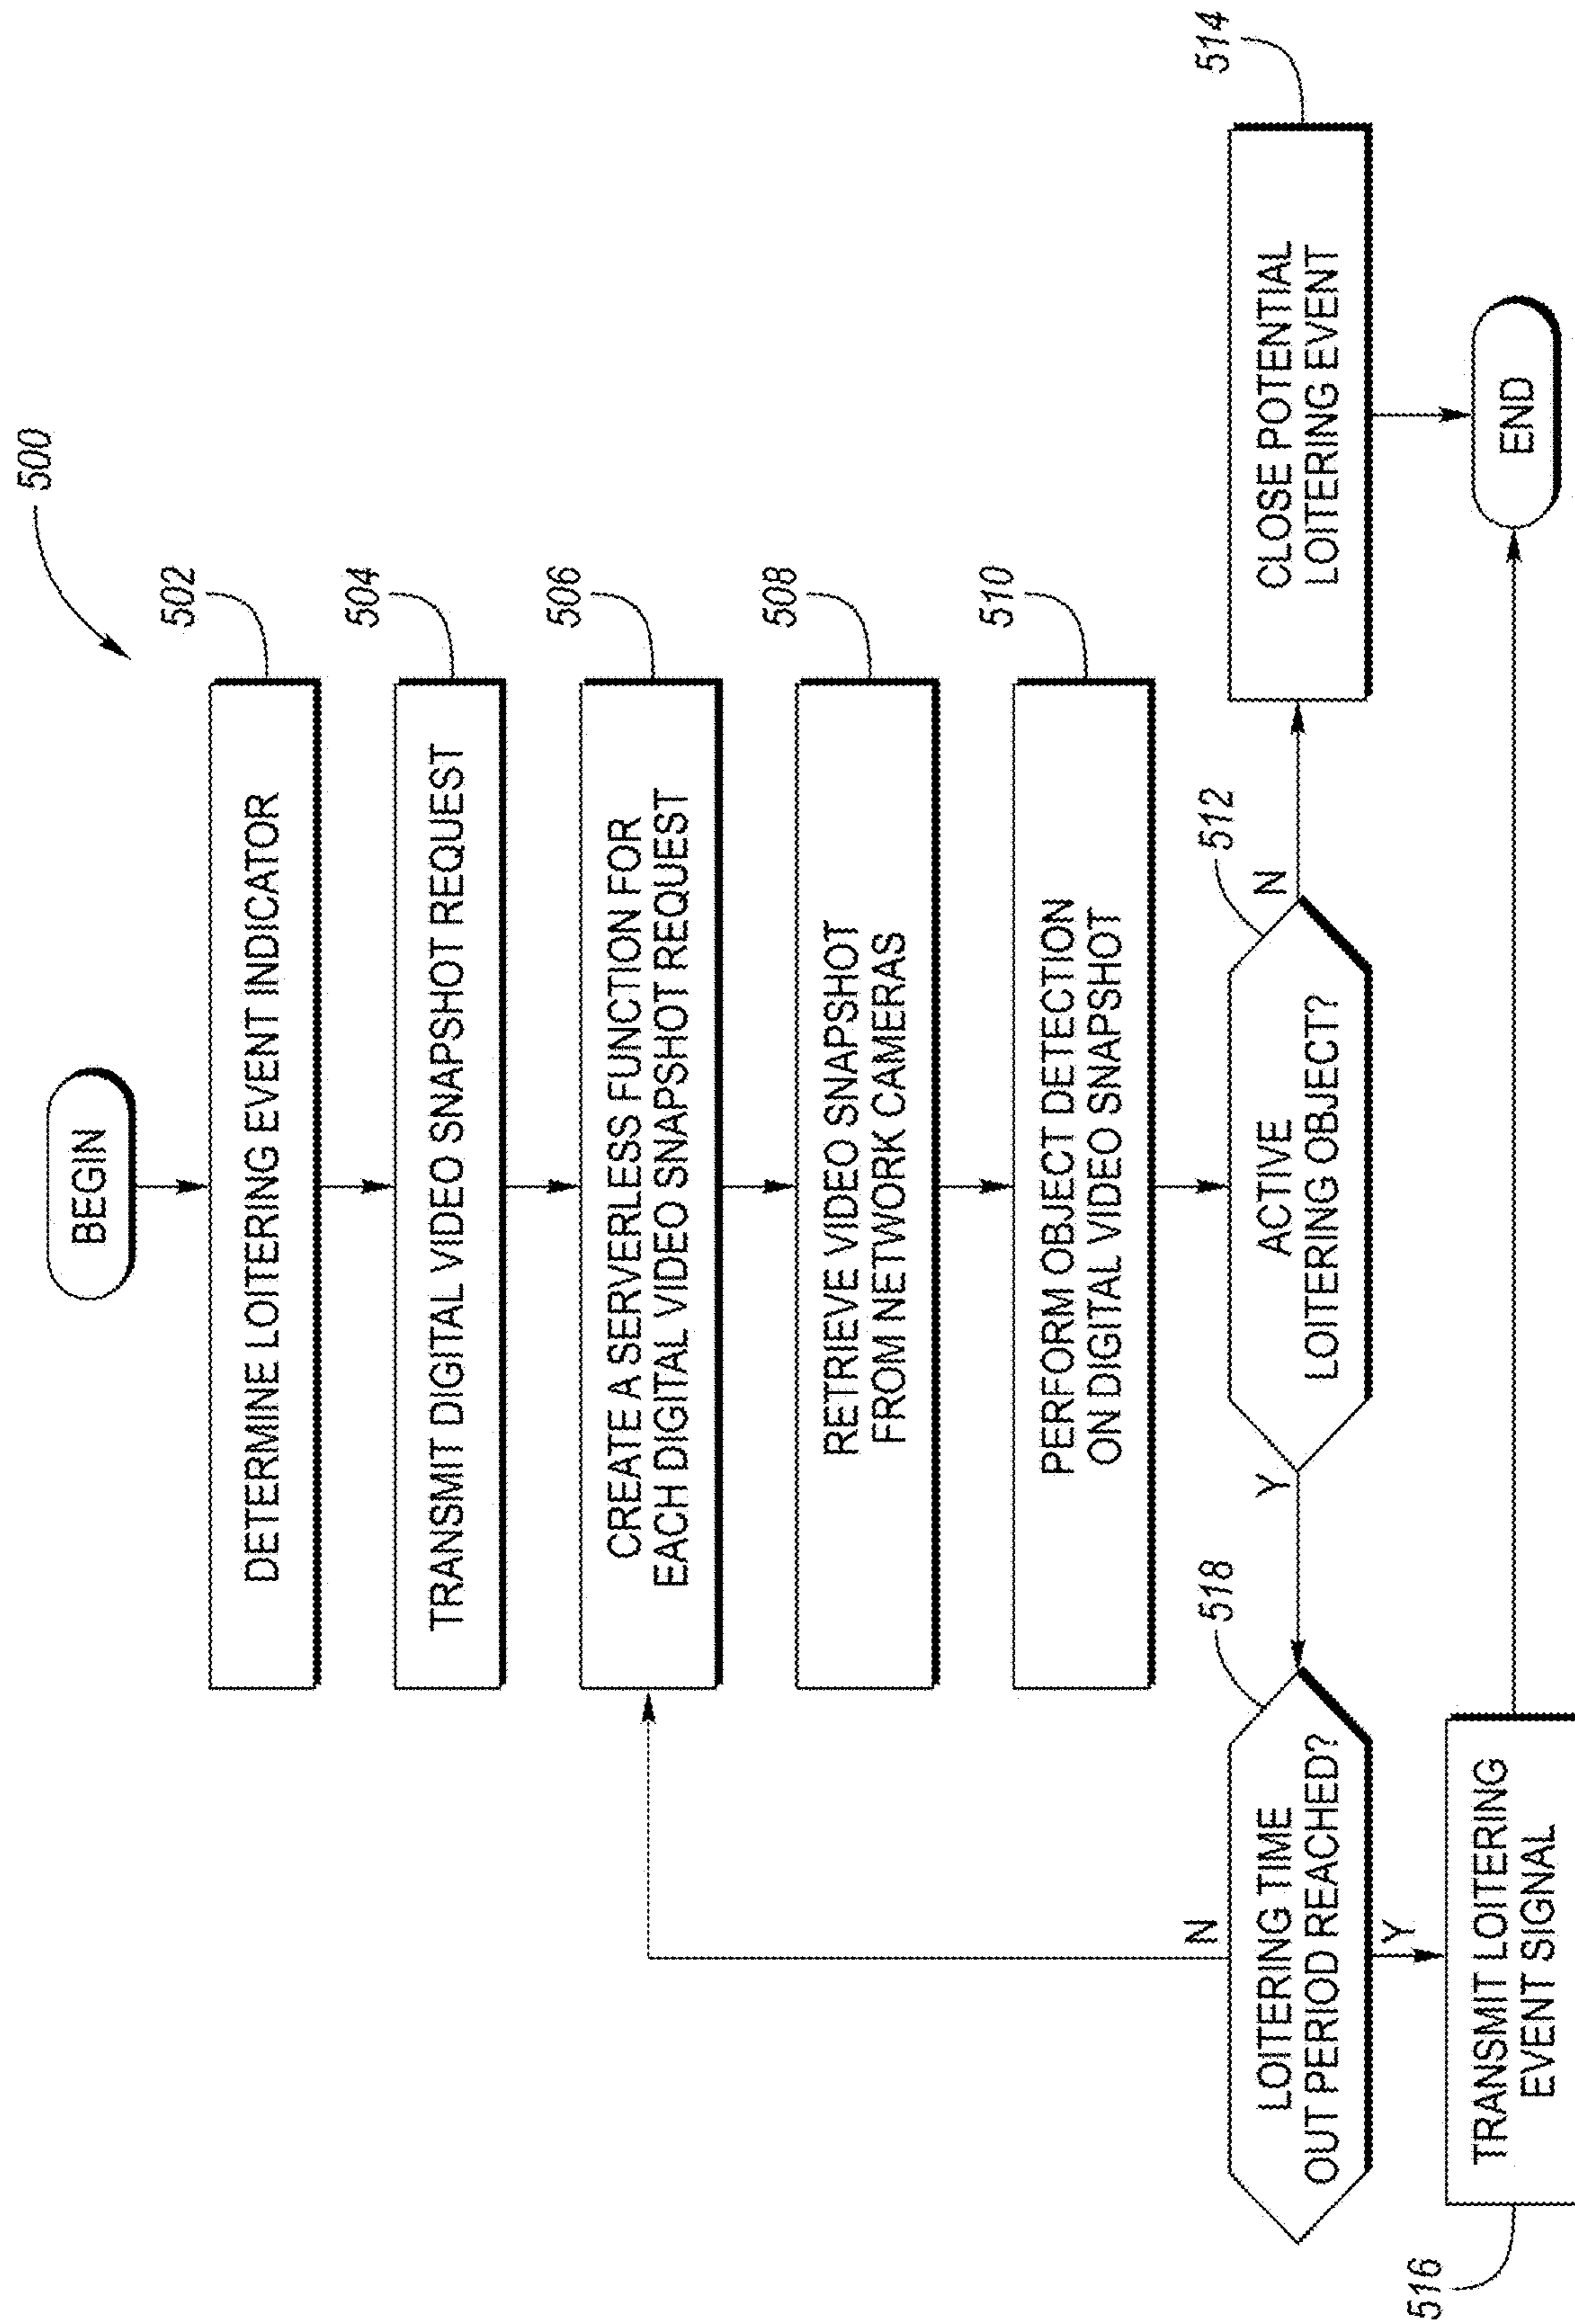 500
BEGIN
502
DETERMINE LOITERING EVENT INDICATOR
504
TRANSMIT DIGITAL VIDEO SNAPSHOT REQUEST
506
CREATE A SERVERLESS FUNCTION FOR
EACH DIGITAL VIDEO SNAPSHOT REQUEST
508
RETRIEVE VIDEO SNAPSHOT
FROM NETWORK CAMERAS
510
PERFORM OBJECT DETECTION
ON DIGITAL VIDEO SNAPSHOT
512
ACTIVE
LOITERING OBJECT?
N
Y
514
CLOSE POTENTIAL
LOITERING EVENT
518
LOITERING TIME
OUT PERIOD REACHED?
N
Y
516
TRANSMIT LOITERING
EVENT SIGNAL
END